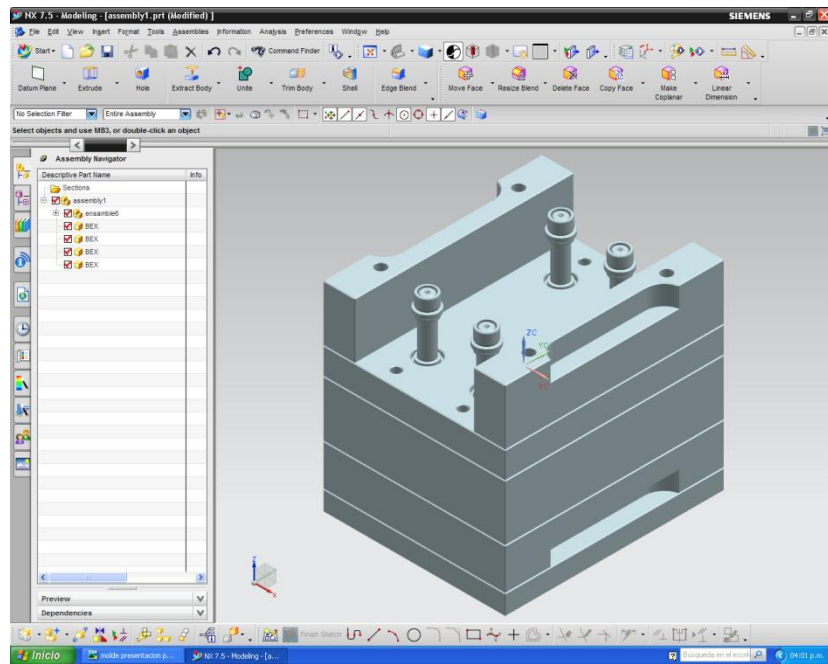 NX 7.5 - Modeling - [assembly1.prt (Modified) ]
SIEMENS
File Edit View Insert Format Tools Assemblies Information Analysis Preferences Window Help
Start Command Finder
Datum Plane Extrude Hole Extract Body Unite Trim Body Shell Edge Blend Move Face Resize Blend Delete Face Copy Face Make Coplanar Linear Dimension
No Selection Filter Entire Assembly
Select objects and use MB3, or double-click an object
Assembly Navigator
Descriptive Part Name Info
Sections
assembly1
ensamble6
BEX
BEX
BEX
BEX
ZC
YC
Z
X
Preview
Dependencies
Finish Sketch
Inicio molde presentacion p... NX 7.5 - Modeling - [a... Búsqueda en el escrit 04:01 p.m.